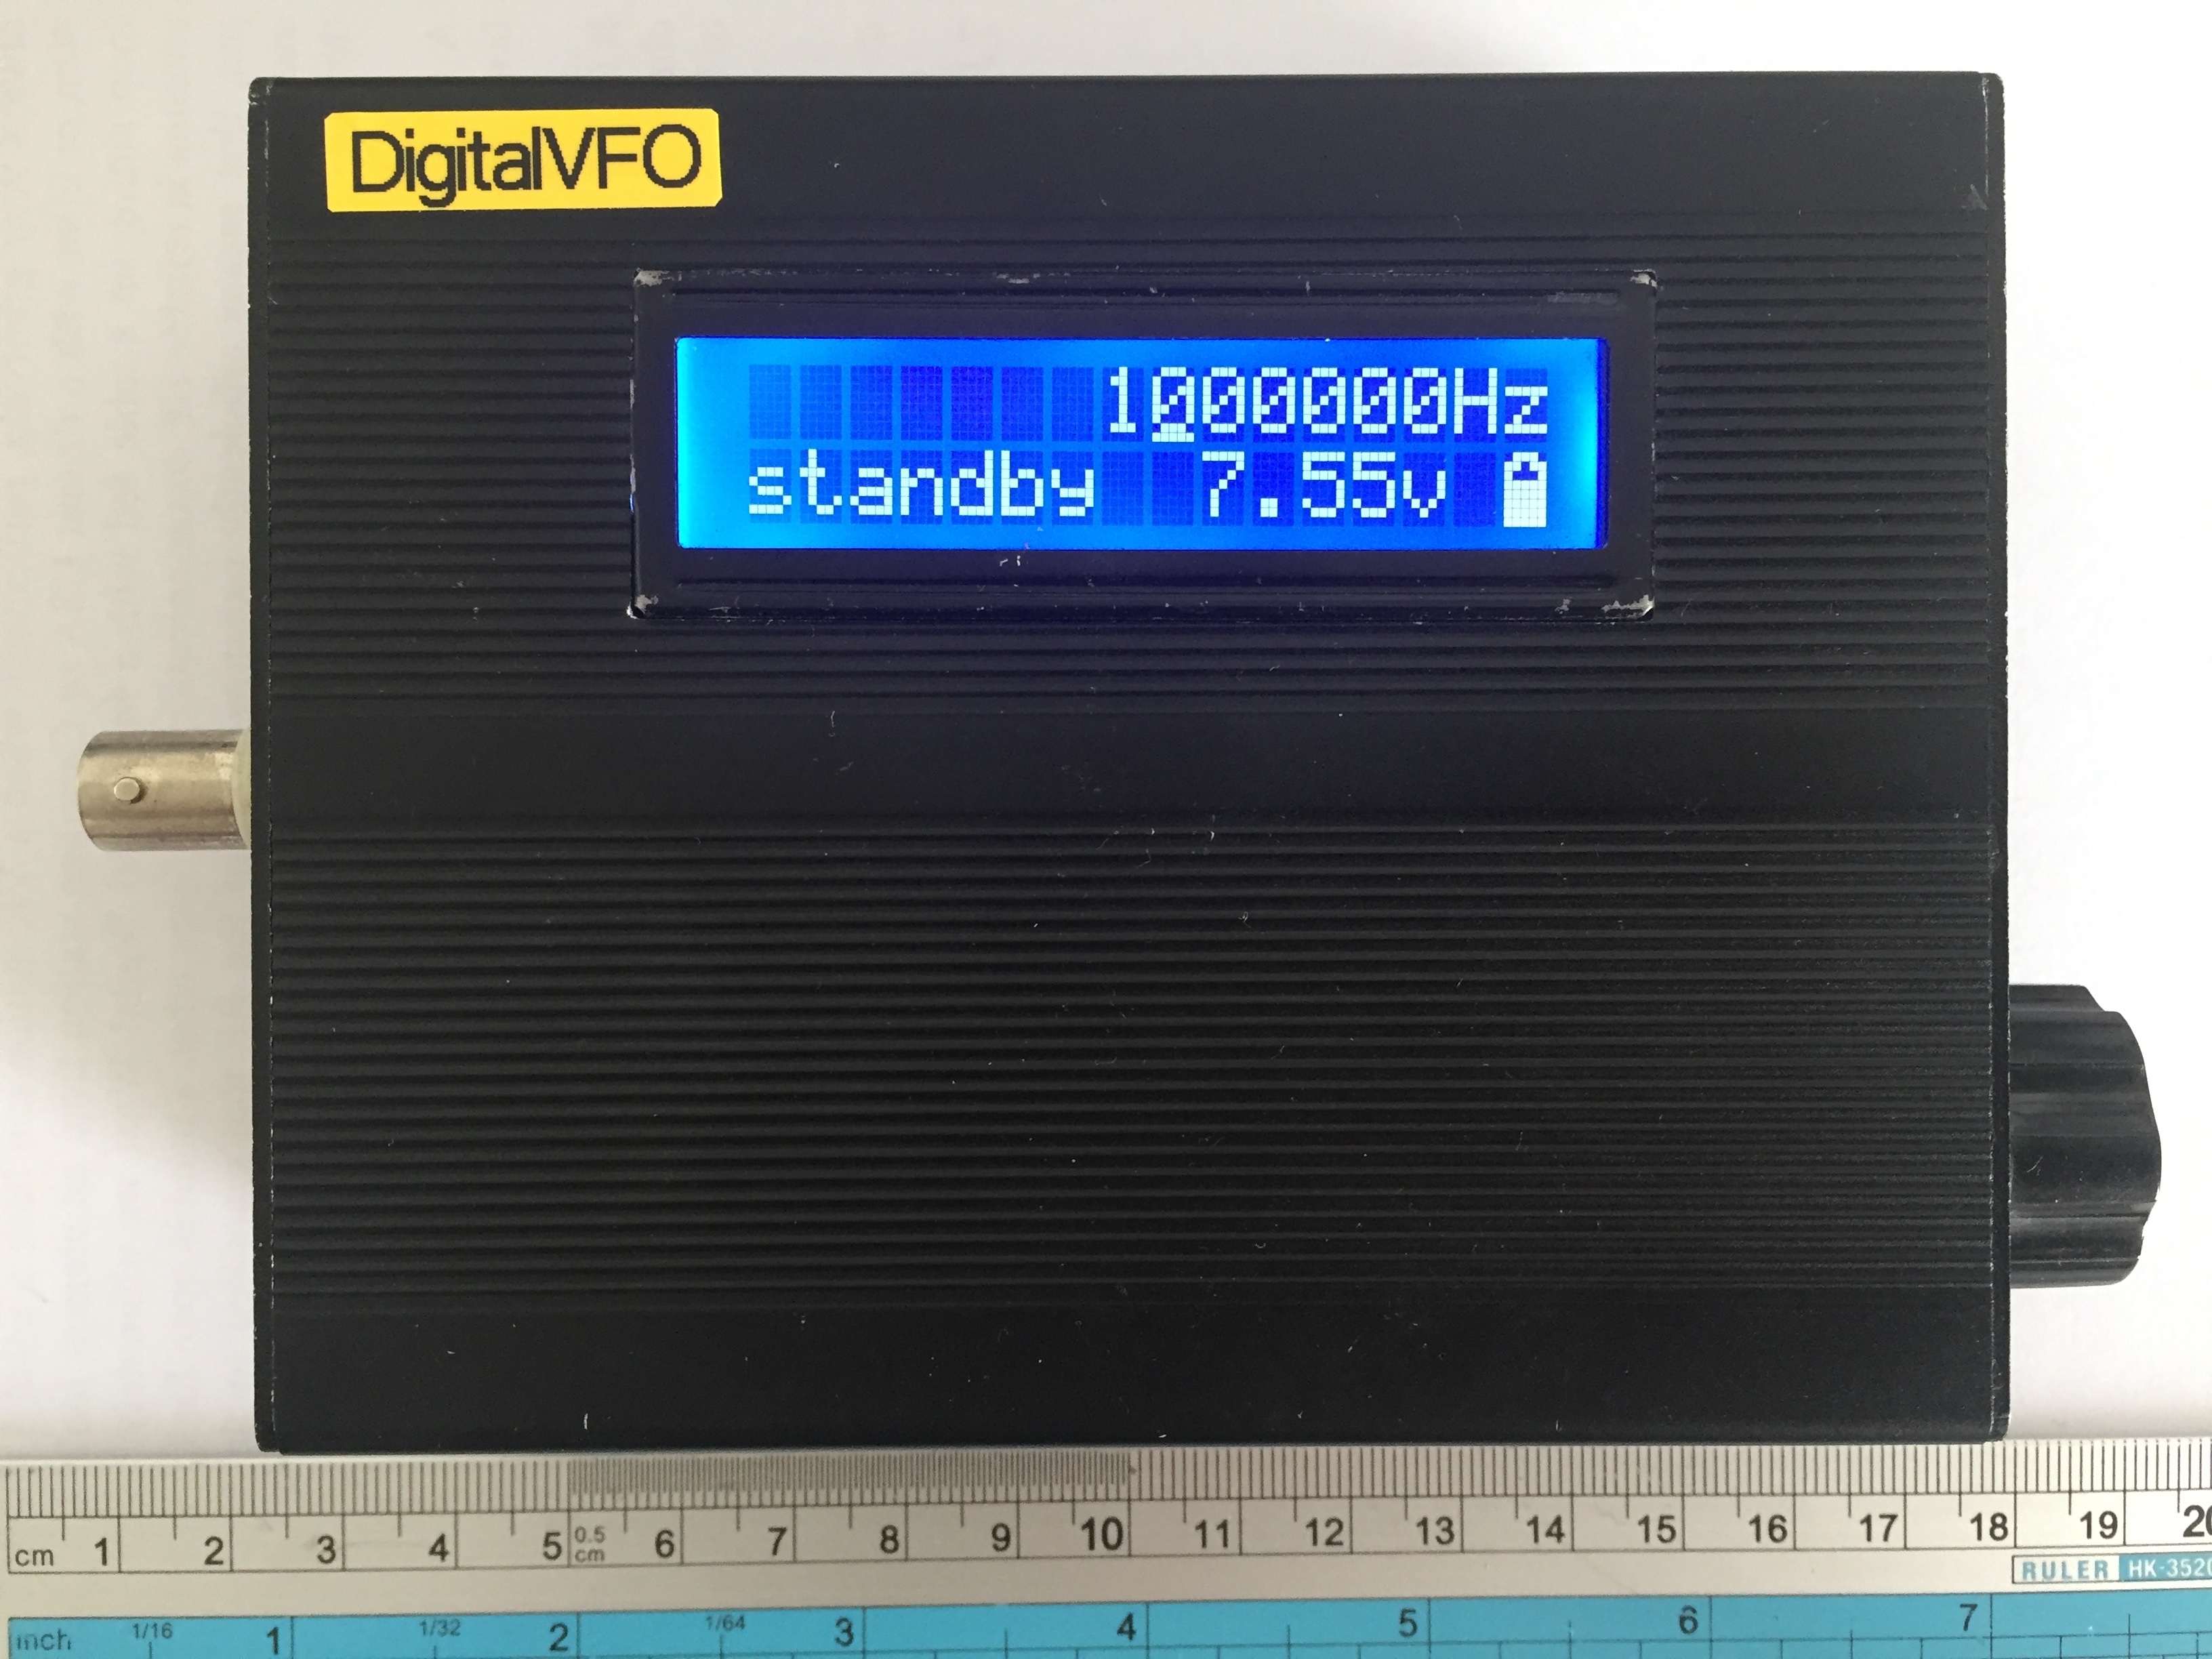 DigitalVFO
1000000Hz
standby 7.55v
cm 1 2 3 4 5 0.5 cm 6 7 8 9 10 11 12 13 14 15 16 17 18 19 20
RULER HK-3520
inch 1/16 1 1/32 2 1/64 3 4 5 6 7